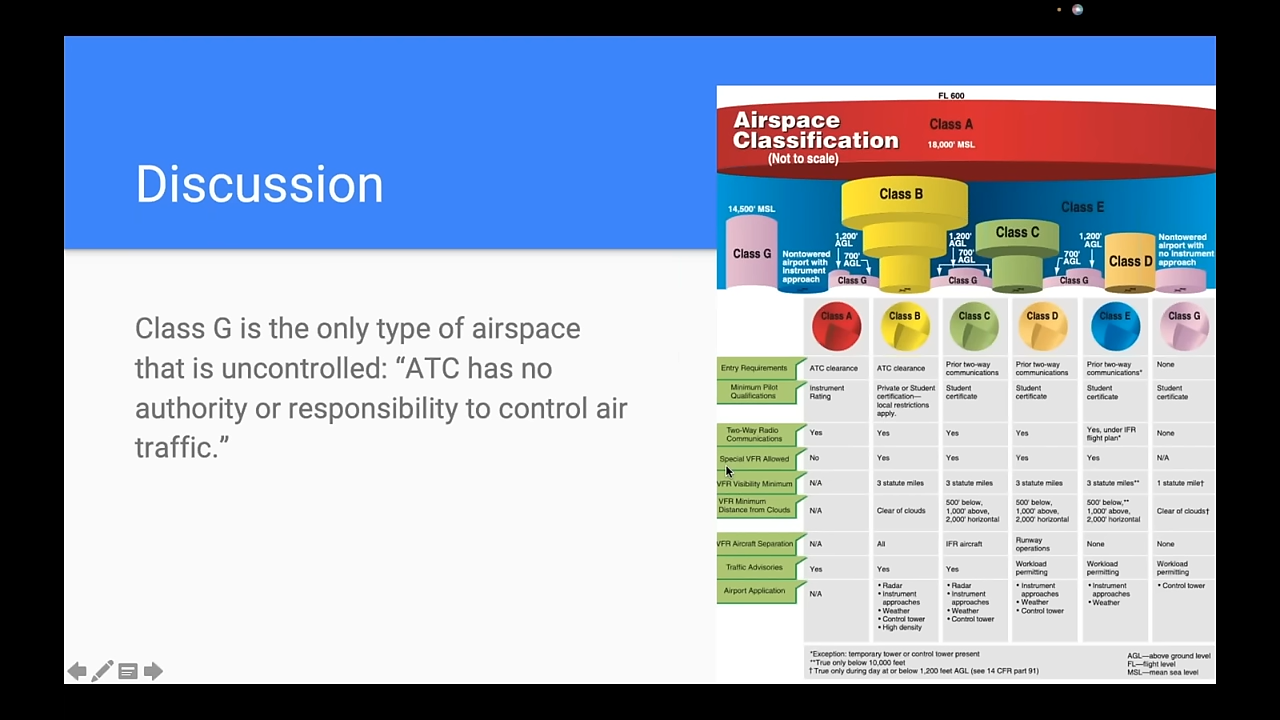 Discussion
Class G is the only type of airspace
that is uncontrolled: “ATC has no
authority or responsibility to control air
traffic.”
FL 600
Airspace
Classification
(Not to scale)
Class A
18,000' MSL
Class B
Class E
14,500' MSL
Class C
1,200'
AGL
1,200'
AGL
1,200'
AGL
Nontowered
airport with
no instrument
approach
Class G
Nontowered
airport with
instrument
approach
700'
AGL
700'
AGL
700'
AGL
Class D
Class G
Class G
Class G
Class A Class B Class C Class D Class E Class G
Entry Requirements
ATC clearance
ATC clearance
Prior two-way
communications
Prior two-way
communications
Prior two-way
communications*
None
Minimum Pilot
Qualifications
Instrument
Rating
Private or Student
certification—
local restrictions
apply.
Student
certificate
Student
certificate
Student
certificate
Student
certificate
Two-Way Radio
Communications
Yes
Yes
Yes
Yes
Yes, under IFR
flight plan*
None
Special VFR Allowed
No
Yes
Yes
Yes
Yes
N/A
VFR Visibility Minimum
N/A
3 statute miles
3 statute miles
3 statute miles
3 statute miles**
1 statute mile†
VFR Minimum
Distance from Clouds
N/A
Clear of clouds
500' below,
1,000' above,
2,000' horizontal
500' below,
1,000' above,
2,000' horizontal
500' below,**
1,000' above,
2,000' horizontal
Clear of clouds†
VFR Aircraft Separation
N/A
All
IFR aircraft
Runway
operations
None
None
Traffic Advisories
Yes
Yes
Yes
Workload
permitting
Workload
permitting
Workload
permitting
Airport Application
N/A
• Radar
• Instrument
approaches
• Weather
• Control tower
• High density
• Radar
• Instrument
approaches
• Weather
• Control tower
• Instrument
approaches
• Weather
• Control tower
• Instrument
approaches
• Weather
• Control tower
*Exception: temporary tower or control tower present
**True only below 10,000 feet
† True only during day at or below 1,200 feet AGL (see 14 CFR part 91)
AGL—above ground level
FL—flight level
MSL—mean sea level